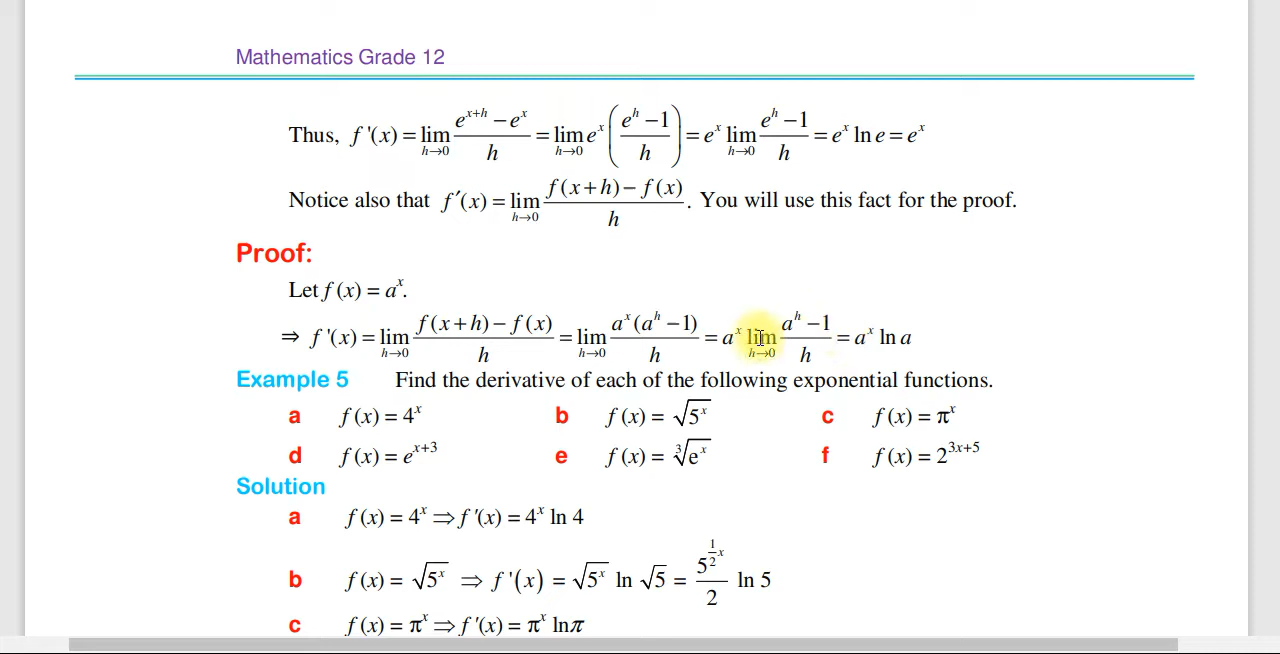 Mathematics Grade 12
Thus, f '(x) = lim_{h→0} (e^{x+h} − e^x)/h = lim_{h→0} e^x ((e^h − 1)/h) = e^x lim_{h→0} (e^h − 1)/h = e^x ln e = e^x
Notice also that f′(x) = lim_{h→0} (f(x+h) − f(x))/h. You will use this fact for the proof.
Proof:
Let f (x) = a^x.
⇒ f '(x) = lim_{h→0} (f(x+h) − f(x))/h = lim_{h→0} (a^x(a^h − 1))/h = a^x lim_{h→0} (a^h − 1)/h = a^x ln a
Example 5 Find the derivative of each of the following exponential functions.
a f (x) = 4^x b f (x) = √(5^x) c f (x) = π^x
d f (x) = e^{x+3} e f (x) = ∛(e^x) f f (x) = 2^{3x+5}
Solution
a f (x) = 4^x ⇒ f '(x) = 4^x ln 4
b f (x) = √(5^x) ⇒ f '(x) = √(5^x) ln √5 = (5^{(1/2)x})/2 ln 5
c f (x) = π^x ⇒ f '(x) = π^x lnπ